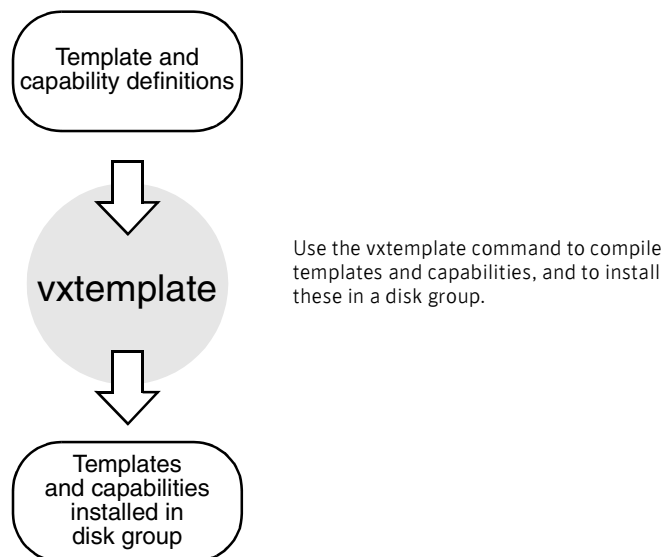 Template and
capability definitions
vxtemplate
Use the vxtemplate command to compile
templates and capabilities, and to install
these in a disk group.
Templates
and capabilities
installed in
disk group